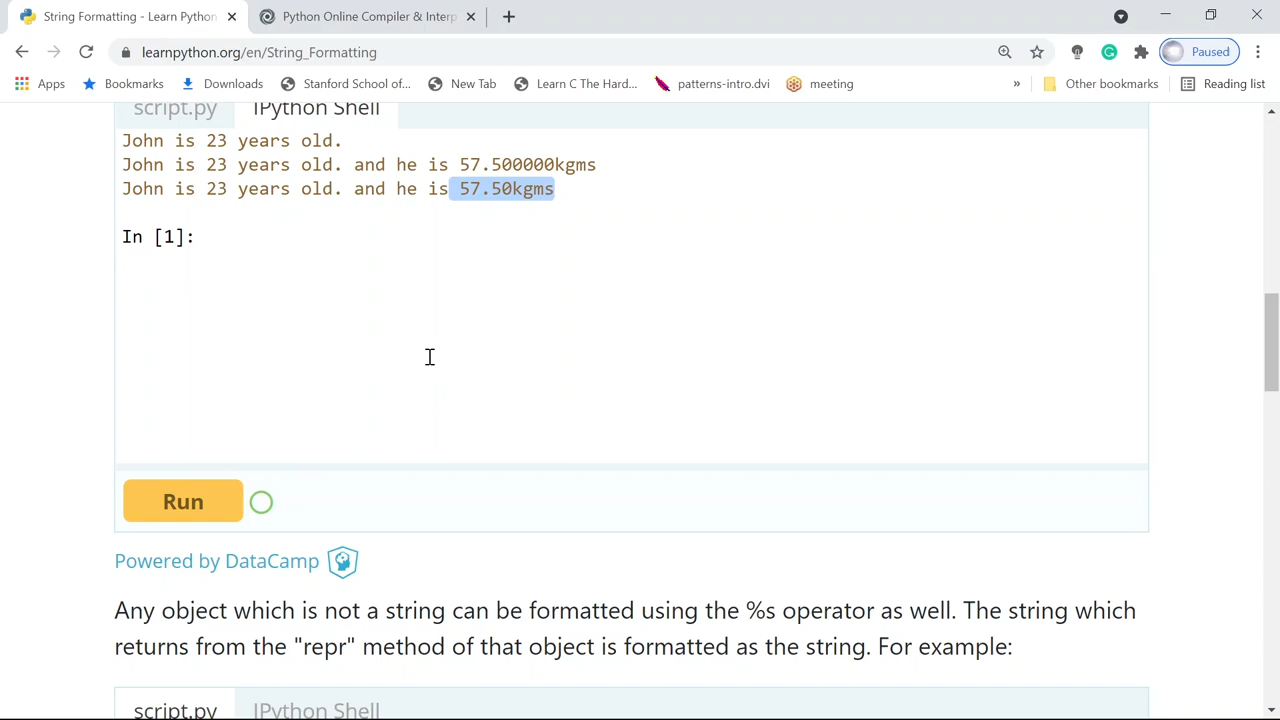 String Formatting - Learn Python
Python Online Compiler & Interp
learnpython.org/en/String_Formatting
Paused
Apps
Bookmarks
Downloads
Stanford School of...
New Tab
Learn C The Hard...
patterns-intro.dvi
meeting
»
Other bookmarks
Reading list
script.py
IPython Shell
John is 23 years old.
John is 23 years old. and he is 57.500000kgms
John is 23 years old. and he is 57.50kgms
In [1]:
Run
Powered by DataCamp
Any object which is not a string can be formatted using the %s operator as well. The string which
returns from the "repr" method of that object is formatted as the string. For example:
script.py
IPython Shell